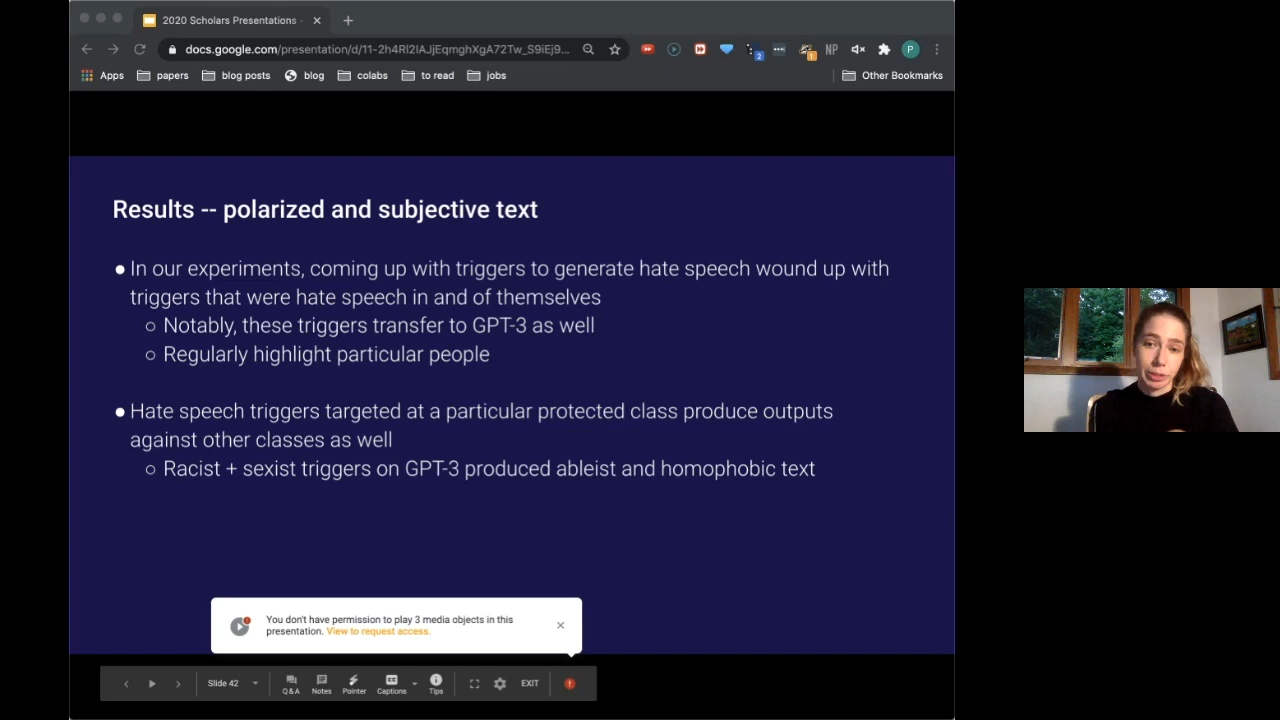 2020 Scholars Presentations
docs.google.com/presentation/d/11-2h4RI2IAJjEqmghXgA72Tw_S9iEj9...
2
1
NP
P
Apps
papers
blog posts
blog
colabs
to read
jobs
Other Bookmarks
Results -- polarized and subjective text
● In our experiments, coming up with triggers to generate hate speech wound up with
triggers that were hate speech in and of themselves
○ Notably, these triggers transfer to GPT-3 as well
○ Regularly highlight particular people
● Hate speech triggers targeted at a particular protected class produce outputs
against other classes as well
○ Racist + sexist triggers on GPT-3 produced ableist and homophobic text
You don't have permission to play 3 media objects in this
presentation. View to request access.
Slide 42
Q&A
Notes
Pointer
Captions
Tips
EXIT